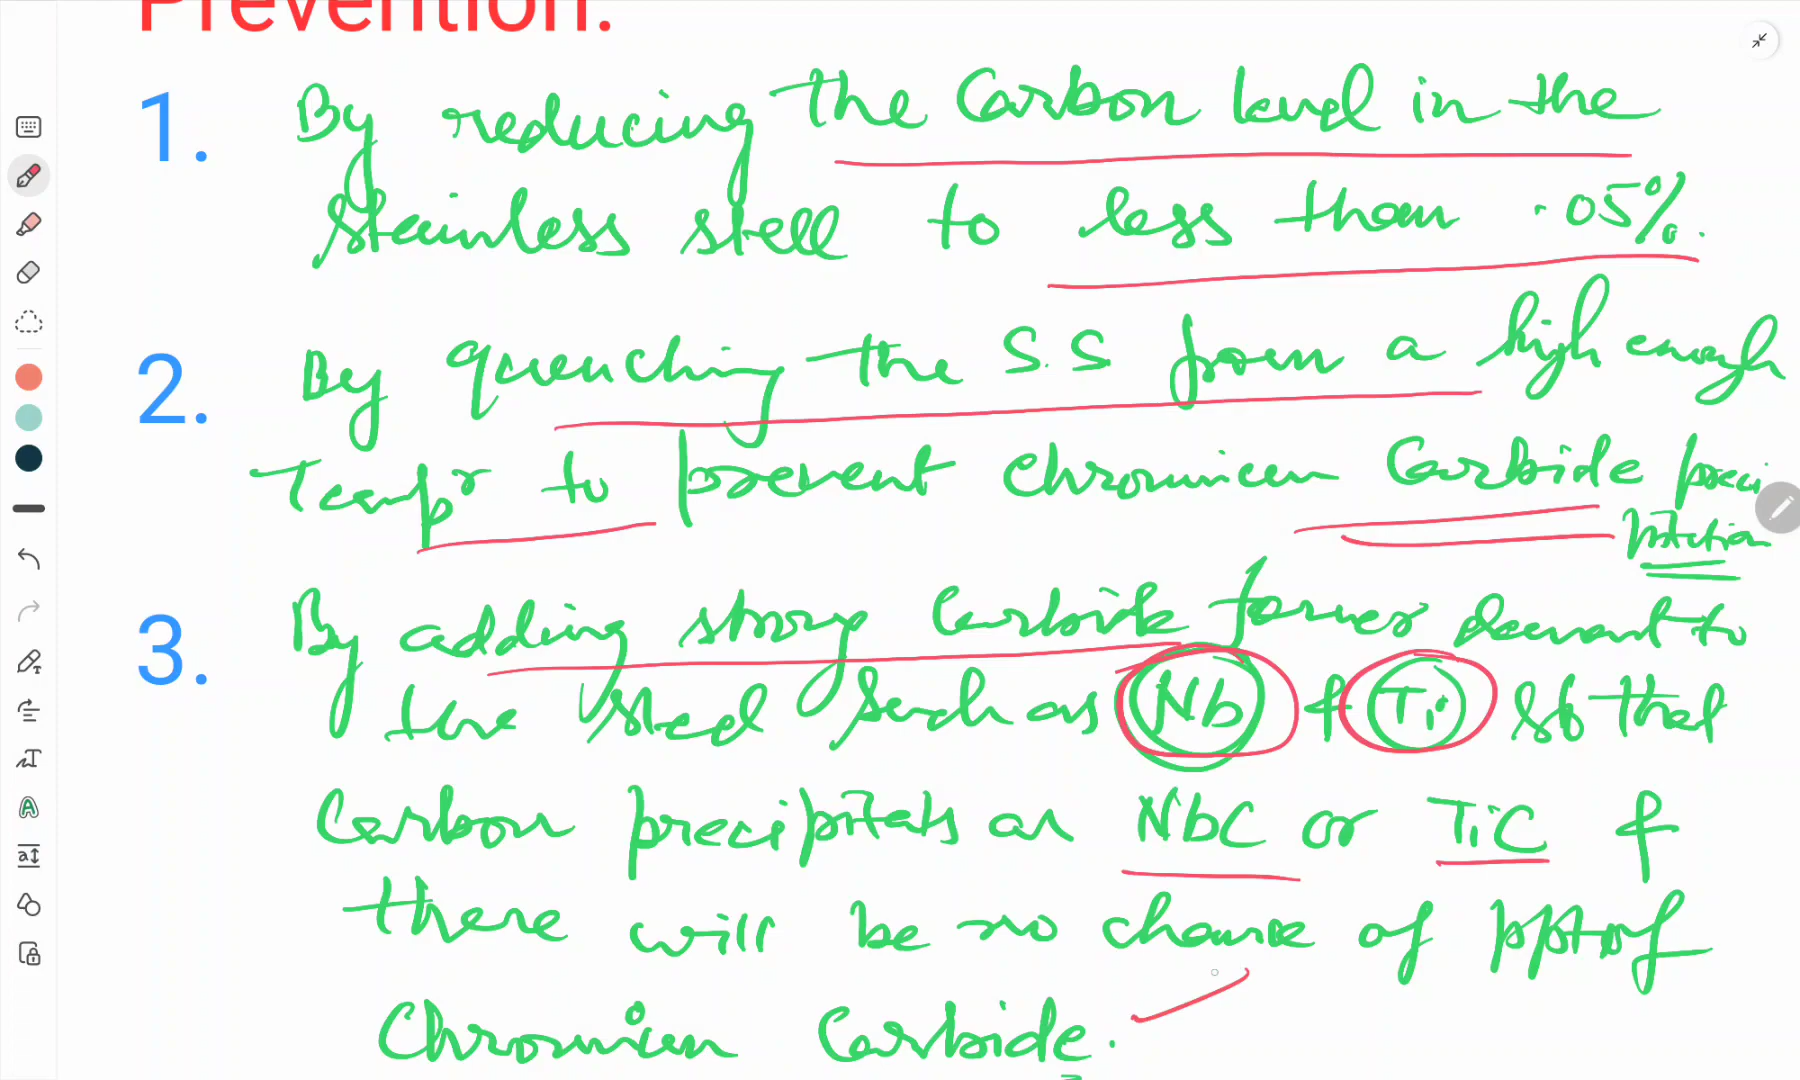 Prevention:
1. By reducing the Carbon level in the
stainless stell to less than .05%.
2. By quenching the S.S from a high enough
Tempr to prevent chromium Carbide preci
pitation
3. By adding strong Carbide former element to
the steel such as Nb & Ti so that
Carbon precipitats as NbC or TiC &
there will be no chance of pptn of
Chromium Carbide.